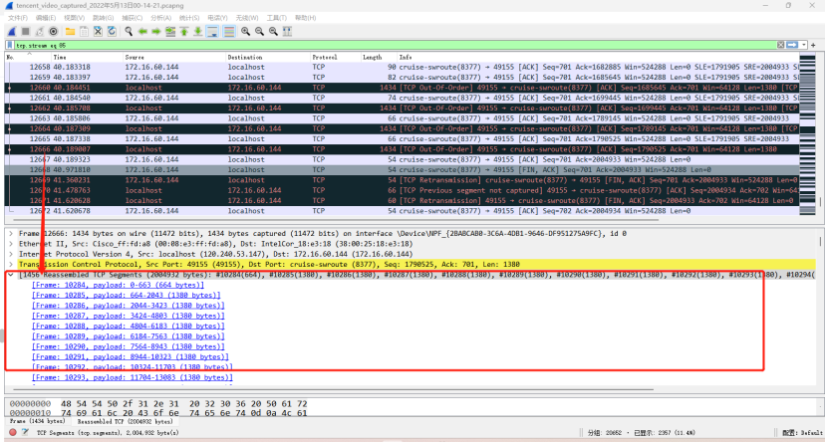 tencent_video_captured_2022年5月13日00-14-21.pcapng
文件(F) 编辑(E) 视图(V) 跳转(G) 捕获(C) 分析(A) 统计(S) 电话(Y) 无线(W) 工具(T) 帮助(H)
tcp.stream eq 85
No. Time Source Destination Protocol Length Info
12658 40.183318 172.16.60.144 localhost TCP 90 cruise-swroute(8377) → 49155 [ACK] Seq=701 Ack=1682885 Win=524288 Len=0 SLE=1791905 SRE=2004933
12659 40.183397 172.16.60.144 localhost TCP 82 cruise-swroute(8377) → 49155 [ACK] Seq=701 Ack=1685645 Win=524288 Len=0 SLE=1791905 SRE=2004933
12660 40.184451 localhost 172.16.60.144 TCP 1434 [TCP Out-Of-Order] 49155 → cruise-swroute(8377) [ACK] Seq=1685645 Ack=701 Win=64128 Len=1380 [TCP
12661 40.184540 172.16.60.144 localhost TCP 74 cruise-swroute(8377) → 49155 [ACK] Seq=701 Ack=1699445 Win=524288 Len=0 SLE=1791905 SRE=2004933
12662 40.185708 localhost 172.16.60.144 TCP 1434 [TCP Out-Of-Order] 49155 → cruise-swroute(8377) [ACK] Seq=1699445 Ack=701 Win=64128 Len=1380 [TCP
12663 40.185806 172.16.60.144 localhost TCP 66 cruise-swroute(8377) → 49155 [ACK] Seq=701 Ack=1789145 Win=524288 Len=0 SLE=1791905 SRE=2004933
12664 40.187309 localhost 172.16.60.144 TCP 1434 [TCP Out-Of-Order] 49155 → cruise-swroute(8377) [ACK] Seq=1789145 Ack=701 Win=64128 Len=1380 [TCP
12665 40.187338 172.16.60.144 localhost TCP 66 cruise-swroute(8377) → 49155 [ACK] Seq=701 Ack=1790525 Win=524288 Len=0 SLE=1791905 SRE=2004933
12666 40.189007 localhost 172.16.60.144 TCP 1434 [TCP Out-Of-Order] 49155 → cruise-swroute(8377) [ACK] Seq=1790525 Ack=701 Win=64128 Len=1380
12667 40.189323 172.16.60.144 localhost TCP 54 cruise-swroute(8377) → 49155 [ACK] Seq=701 Ack=2004933 Win=524288 Len=0
12668 40.971810 172.16.60.144 localhost TCP 54 cruise-swroute(8377) → 49155 [FIN, ACK] Seq=701 Ack=2004933 Win=524288 Len=0
12669 41.360231 172.16.60.144 localhost TCP 54 [TCP Retransmission] cruise-swroute(8377) → 49155 [FIN, ACK] Seq=701 Ack=2004933 Win=524288 Len=0
12670 41.478763 localhost 172.16.60.144 TCP 66 [TCP Previous segment not captured] 49155 → cruise-swroute(8377) [ACK] Seq=2004934 Ack=702 Win=64
12671 41.620628 localhost 172.16.60.144 TCP 60 [TCP Retransmission] 49155 → cruise-swroute(8377) [FIN, ACK] Seq=2004933 Ack=702 Win=64128 Len=0
12672 41.620678 172.16.60.144 localhost TCP 54 cruise-swroute(8377) → 49155 [ACK] Seq=702 Ack=2004934 Win=524288 Len=0
Frame 12666: 1434 bytes on wire (11472 bits), 1434 bytes captured (11472 bits) on interface \Device\NPF_{2BABCAB0-3C6A-4DB1-9646-DF951275A9FC}, id 0
Ethernet II, Src: Cisco_ff:fd:a8 (00:08:e3:ff:fd:a8), Dst: IntelCor_18:e3:18 (38:00:25:18:e3:18)
Internet Protocol Version 4, Src: localhost (120.240.53.147), Dst: 172.16.60.144 (172.16.60.144)
Transmission Control Protocol, Src Port: 49155 (49155), Dst Port: cruise-swroute (8377), Seq: 1790525, Ack: 701, Len: 1380
[1456 Reassembled TCP Segments (2004932 bytes): #10284(664), #10285(1380), #10286(1380), #10287(1380), #10288(1380), #10289(1380), #10290(1380), #10291(1380), #10292(1380), #10293(1380), #10294(
[Frame: 10284, payload: 0-663 (664 bytes)]
[Frame: 10285, payload: 664-2043 (1380 bytes)]
[Frame: 10286, payload: 2044-3423 (1380 bytes)]
[Frame: 10287, payload: 3424-4803 (1380 bytes)]
[Frame: 10288, payload: 4804-6183 (1380 bytes)]
[Frame: 10289, payload: 6184-7563 (1380 bytes)]
[Frame: 10290, payload: 7564-8943 (1380 bytes)]
[Frame: 10291, payload: 8944-10323 (1380 bytes)]
[Frame: 10292, payload: 10324-11703 (1380 bytes)]
[Frame: 10293, payload: 11704-13083 (1380 bytes)]
00000000 48 54 54 50 2f 31 2e 31 20 32 30 36 20 50 61 72
00000010 74 69 61 6c 20 43 6f 6e 74 65 6e 74 0d 0a 4c 61
Frame (1434 bytes) Reassembled TCP (2004932 bytes)
TCP Segments (tcp.segments), 2,004,932 byte(s)
分组: 20652 · 已显示: 2357 (11.4%)
配置: Default